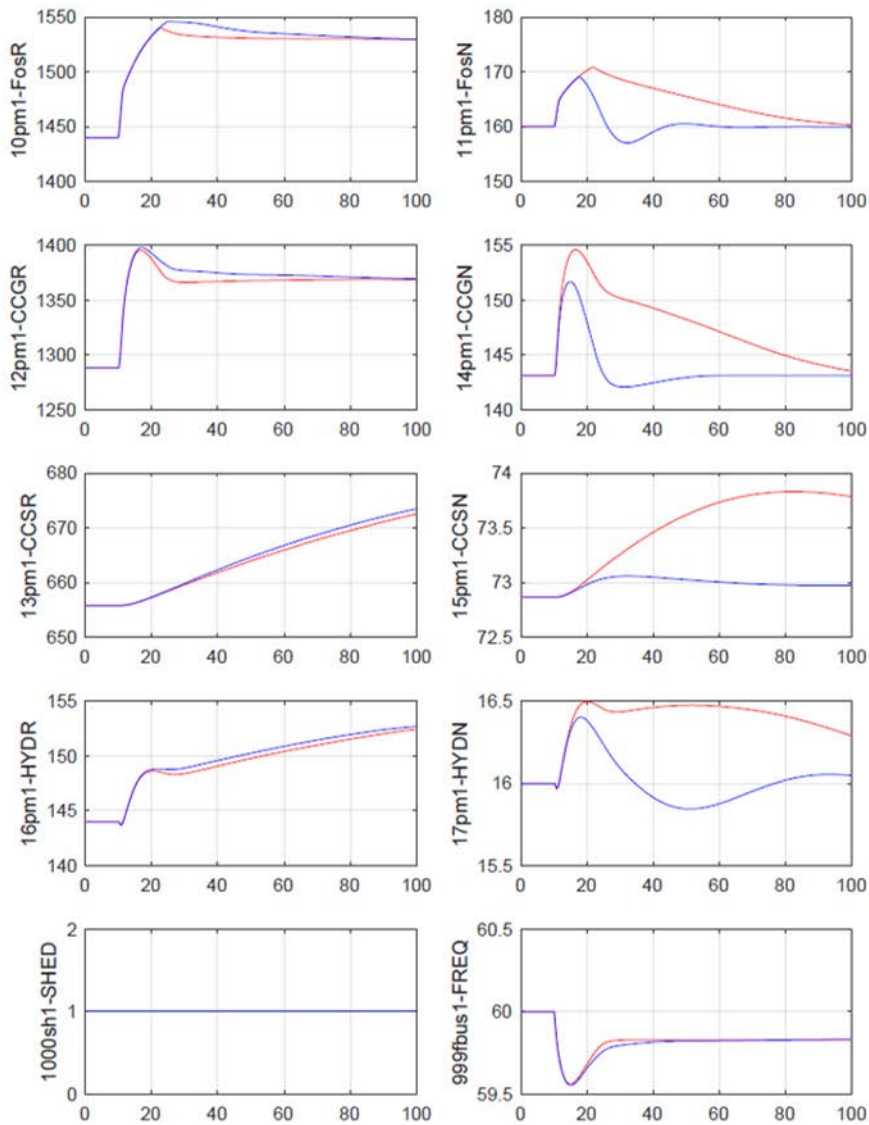 1550
1500
1450
1400
10pm1-FosR
0 20 40 60 80 100
180
170
160
150
11pm1-FosN
0 20 40 60 80 100
1400
1350
1300
1250
12pm1-CCGR
0 20 40 60 80 100
155
150
145
140
14pm1-CCGN
0 20 40 60 80 100
680
670
660
650
13pm1-CCSR
0 20 40 60 80 100
74
73.5
73
72.5
15pm1-CCSN
0 20 40 60 80 100
155
150
145
140
16pm1-HYDR
0 20 40 60 80 100
16.5
16
15.5
17pm1-HYDN
0 20 40 60 80 100
2
1
0
1000sh1-SHED
0 20 40 60 80 100
60.5
60
59.5
999fbus1-FREQ
0 20 40 60 80 100